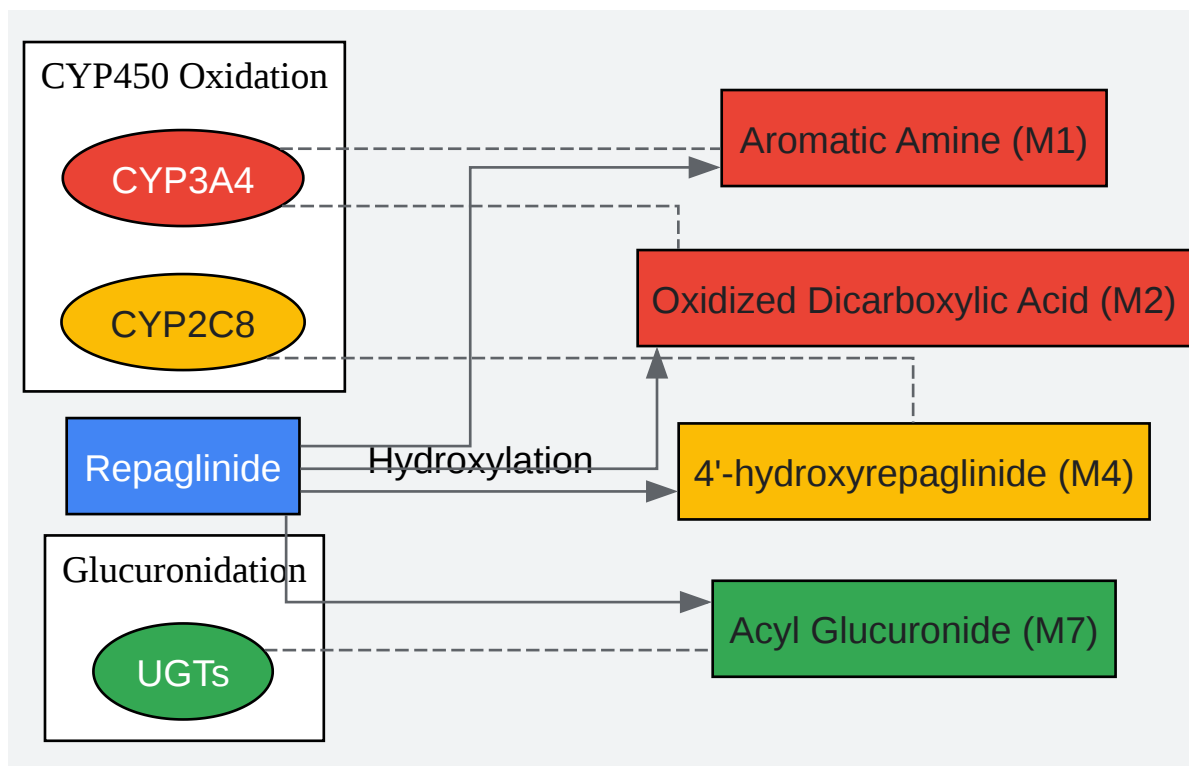 CYP450 Oxidation
CYP3A4
CYP2C8
Repaglinide
Hydroxylation
Glucuronidation
UGTs
Aromatic Amine (M1)
Oxidized Dicarboxylic Acid (M2)
4'-hydroxyrepaglinide (M4)
Acyl Glucuronide (M7)